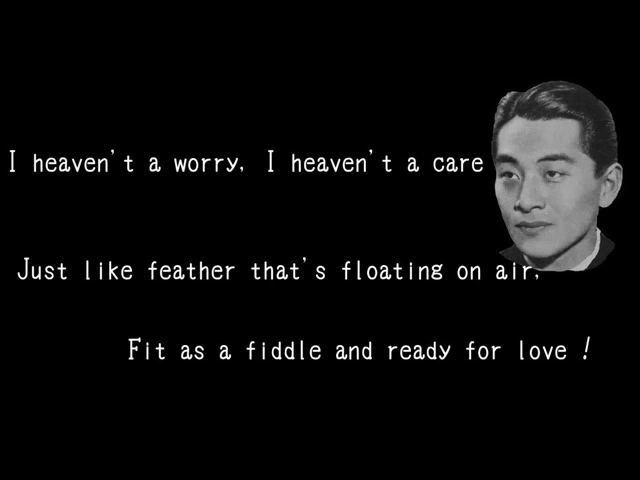 I heaven't a worry, I heaven't a care
Just like feather that's floating on air,
Fit as a fiddle and ready for love !